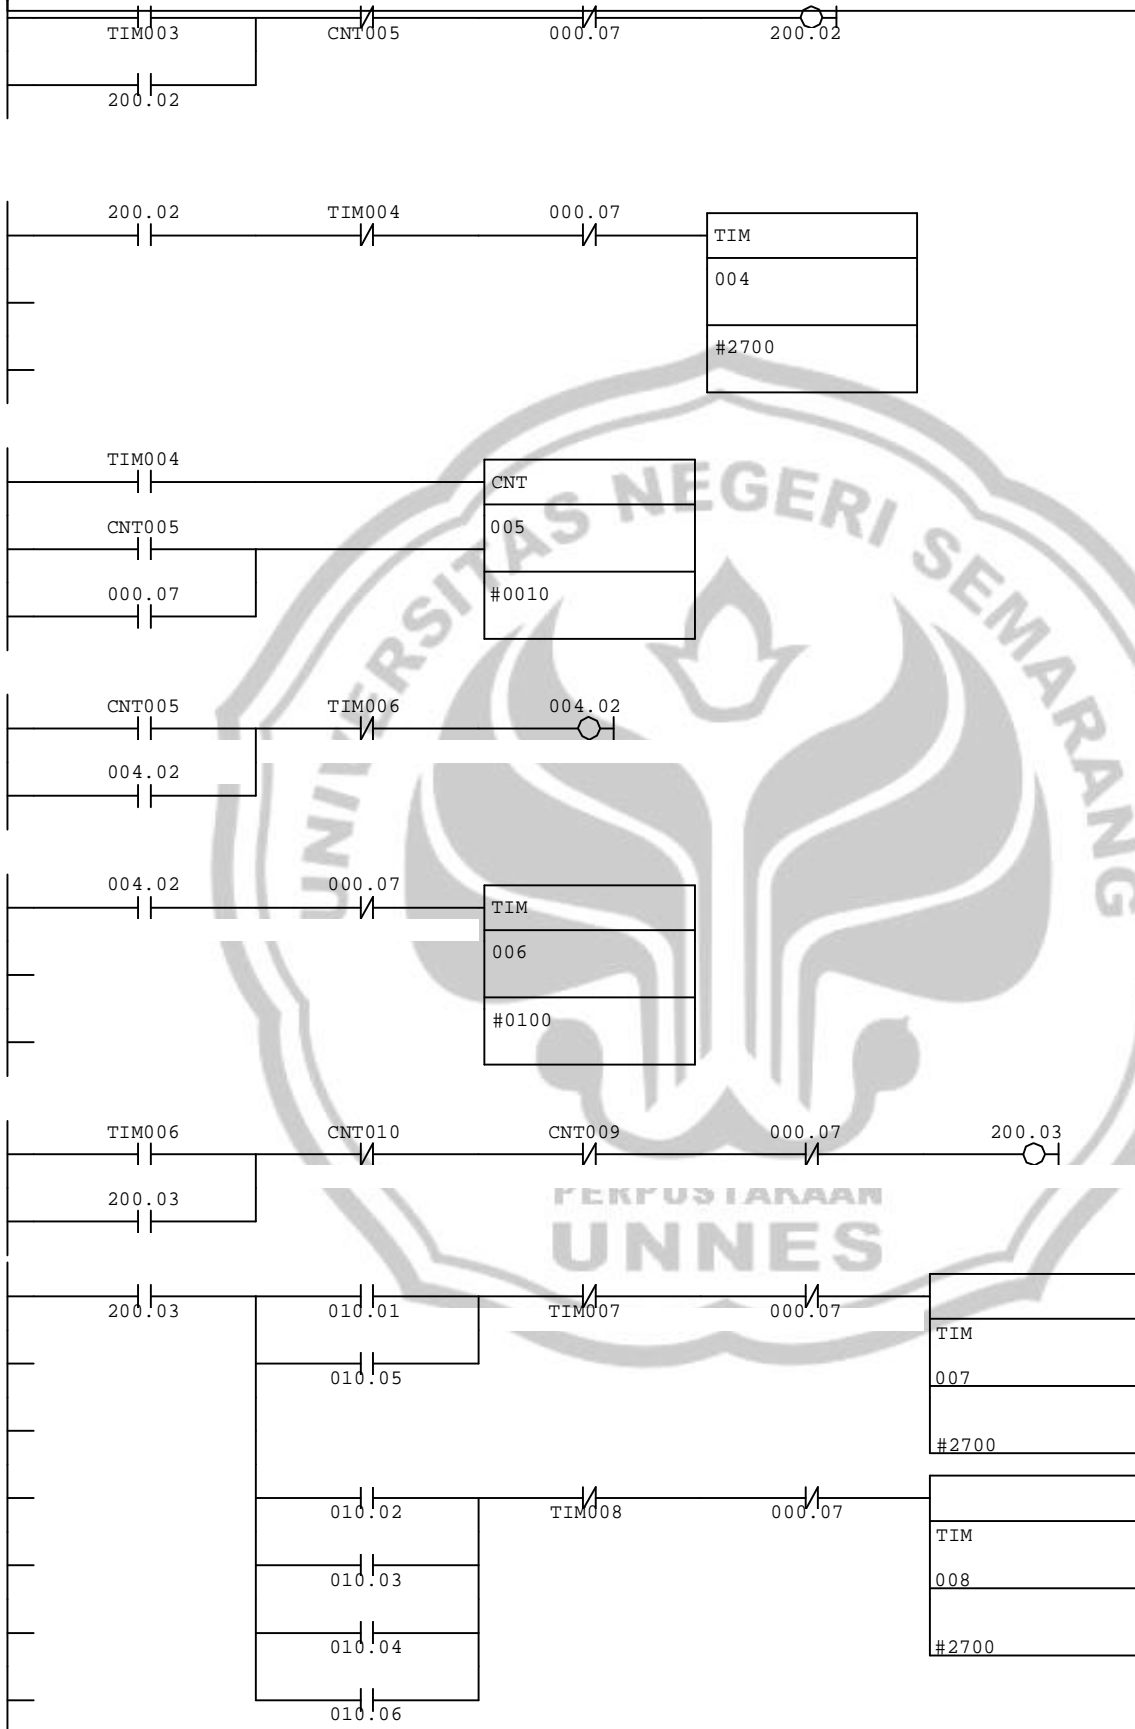 TIM003 CNT005 000.07 200.02
200.02
200.02 TIM004 000.07
TIM
004
#2700
TIM004
CNT
CNT005
005
000.07
#0010
CNT005 TIM006 004.02
004.02
004.02 000.07
TIM
006
#0100
TIM006 CNT010 CNT009 000.07 200.03
200.03
200.03 010.01 TIM007 000.07
TIM
010.05
007
#2700
010.02 TIM008 000.07
TIM
010.03
008
010.04
#2700
010.06
UNIVERSITAS NEGERI SEMARANG
PERPUSTAKAAN
UNNES